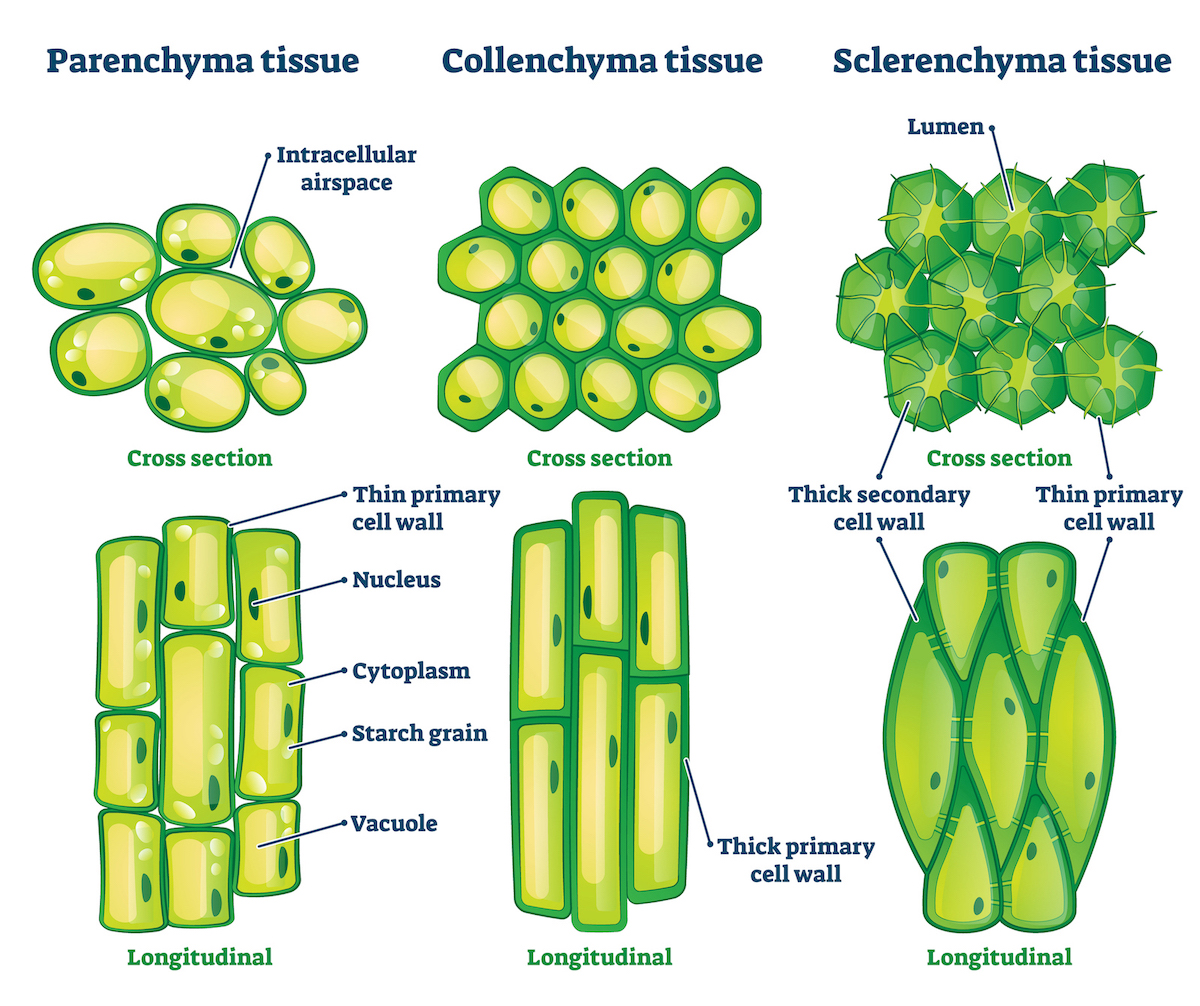 Parenchyma tissue
Collenchyma tissue
Sclerenchyma tissue
Lumen
Intracellular
airspace
Cross section
Cross section
Cross section
Thin primary
cell wall
Thick secondary
cell wall
Thin primary
cell wall
Nucleus
Cytoplasm
Starch grain
Vacuole
Thick primary
cell wall
Longitudinal
Longitudinal
Longitudinal